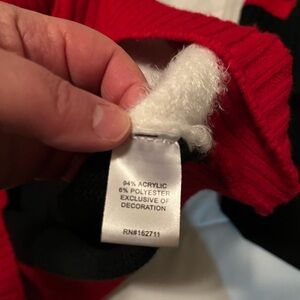 94% ACRYLIC
6% POLYESTER
EXCLUSIVE OF
DECORATION
RN#162711